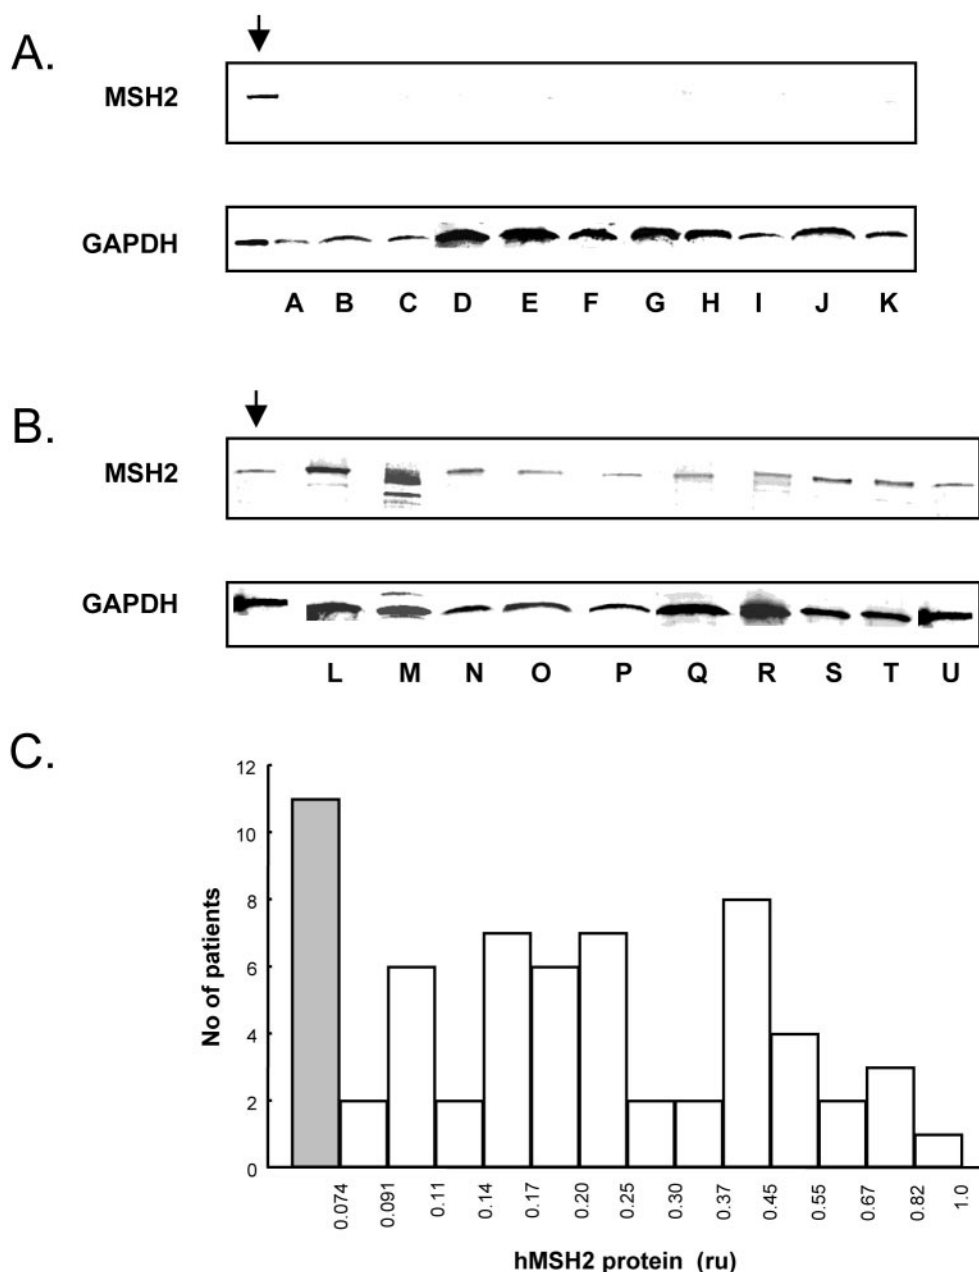 A.
MSH2
GAPDH
A B C D E F G H I J K
B.
MSH2
GAPDH
L M N O P Q R S T U
C.
12
10
8
6
4
2
0
No of patients
0.074 0.091 0.11 0.14 0.17 0.20 0.25 0.30 0.37 0.45 0.55 0.67 0.82 1.0
hMSH2 protein (ru)